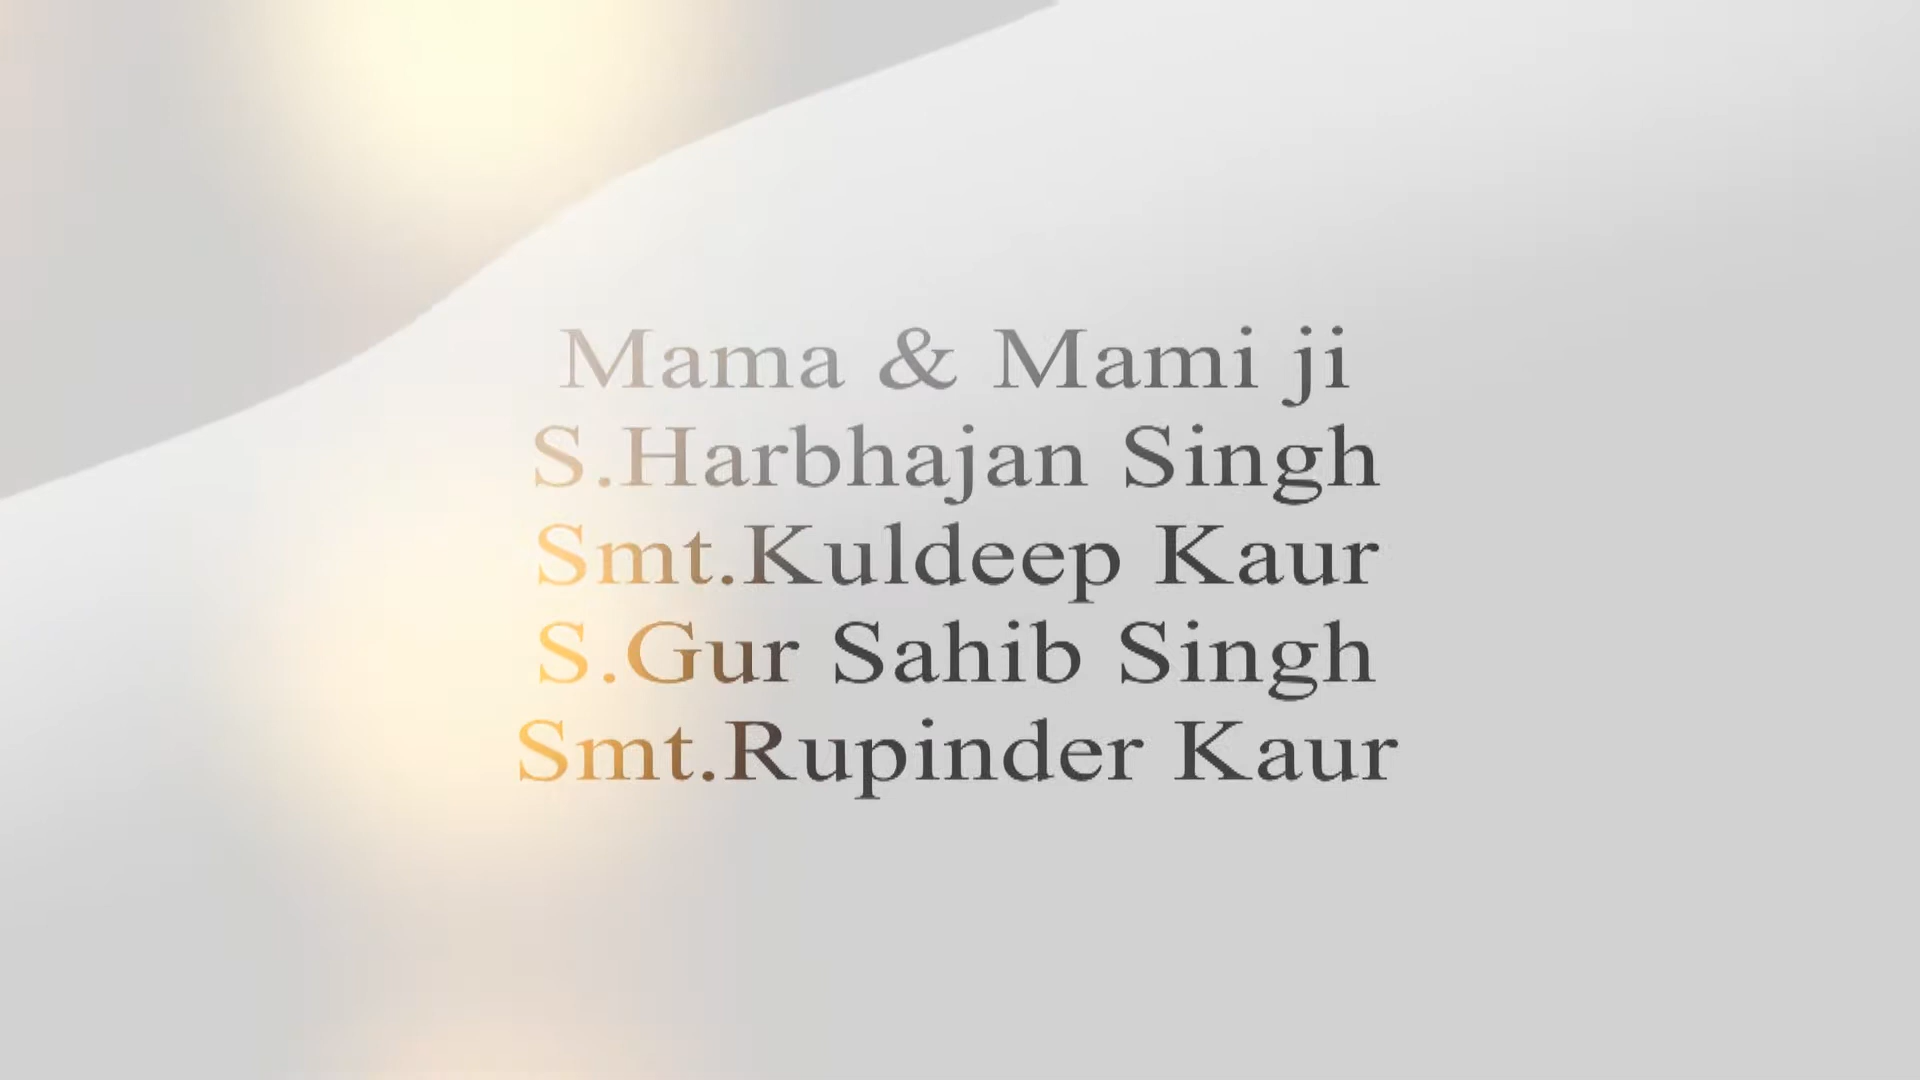 Mama & Mami ji
S.Harbhajan Singh
Smt.Kuldeep Kaur
S.Gur Sahib Singh
Smt.Rupinder Kaur